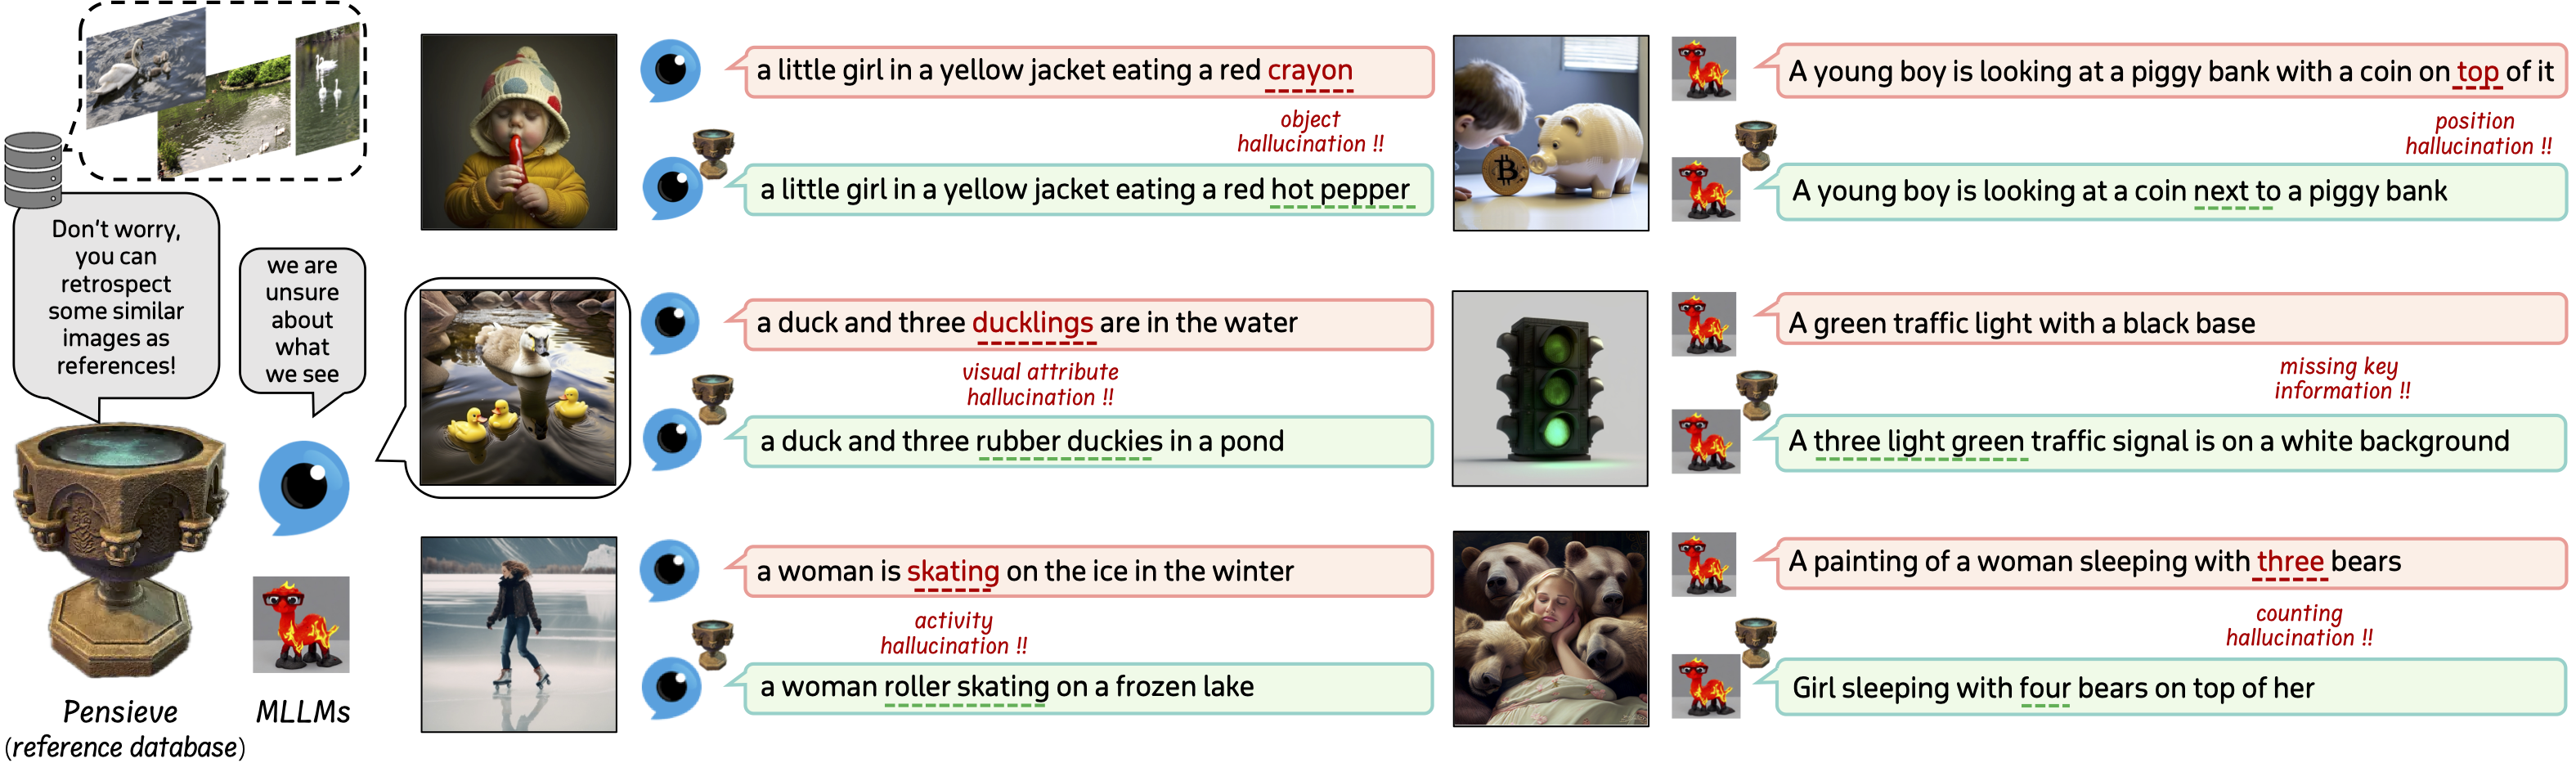 Don't worry,
you can
retrospect
some similar
images as
references!
we are
unsure
about
what
we see
Pensieve
(reference database)
MLLMs
a little girl in a yellow jacket eating a red crayon
object
hallucination !!
a little girl in a yellow jacket eating a red hot pepper
a duck and three ducklings are in the water
visual attribute
hallucination !!
a duck and three rubber duckies in a pond
a woman is skating on the ice in the winter
activity
hallucination !!
a woman roller skating on a frozen lake
A young boy is looking at a piggy bank with a coin on top of it
position
hallucination !!
A young boy is looking at a coin next to a piggy bank
A green traffic light with a black base
missing key
information !!
A three light green traffic signal is on a white background
A painting of a woman sleeping with three bears
counting
hallucination !!
Girl sleeping with four bears on top of her